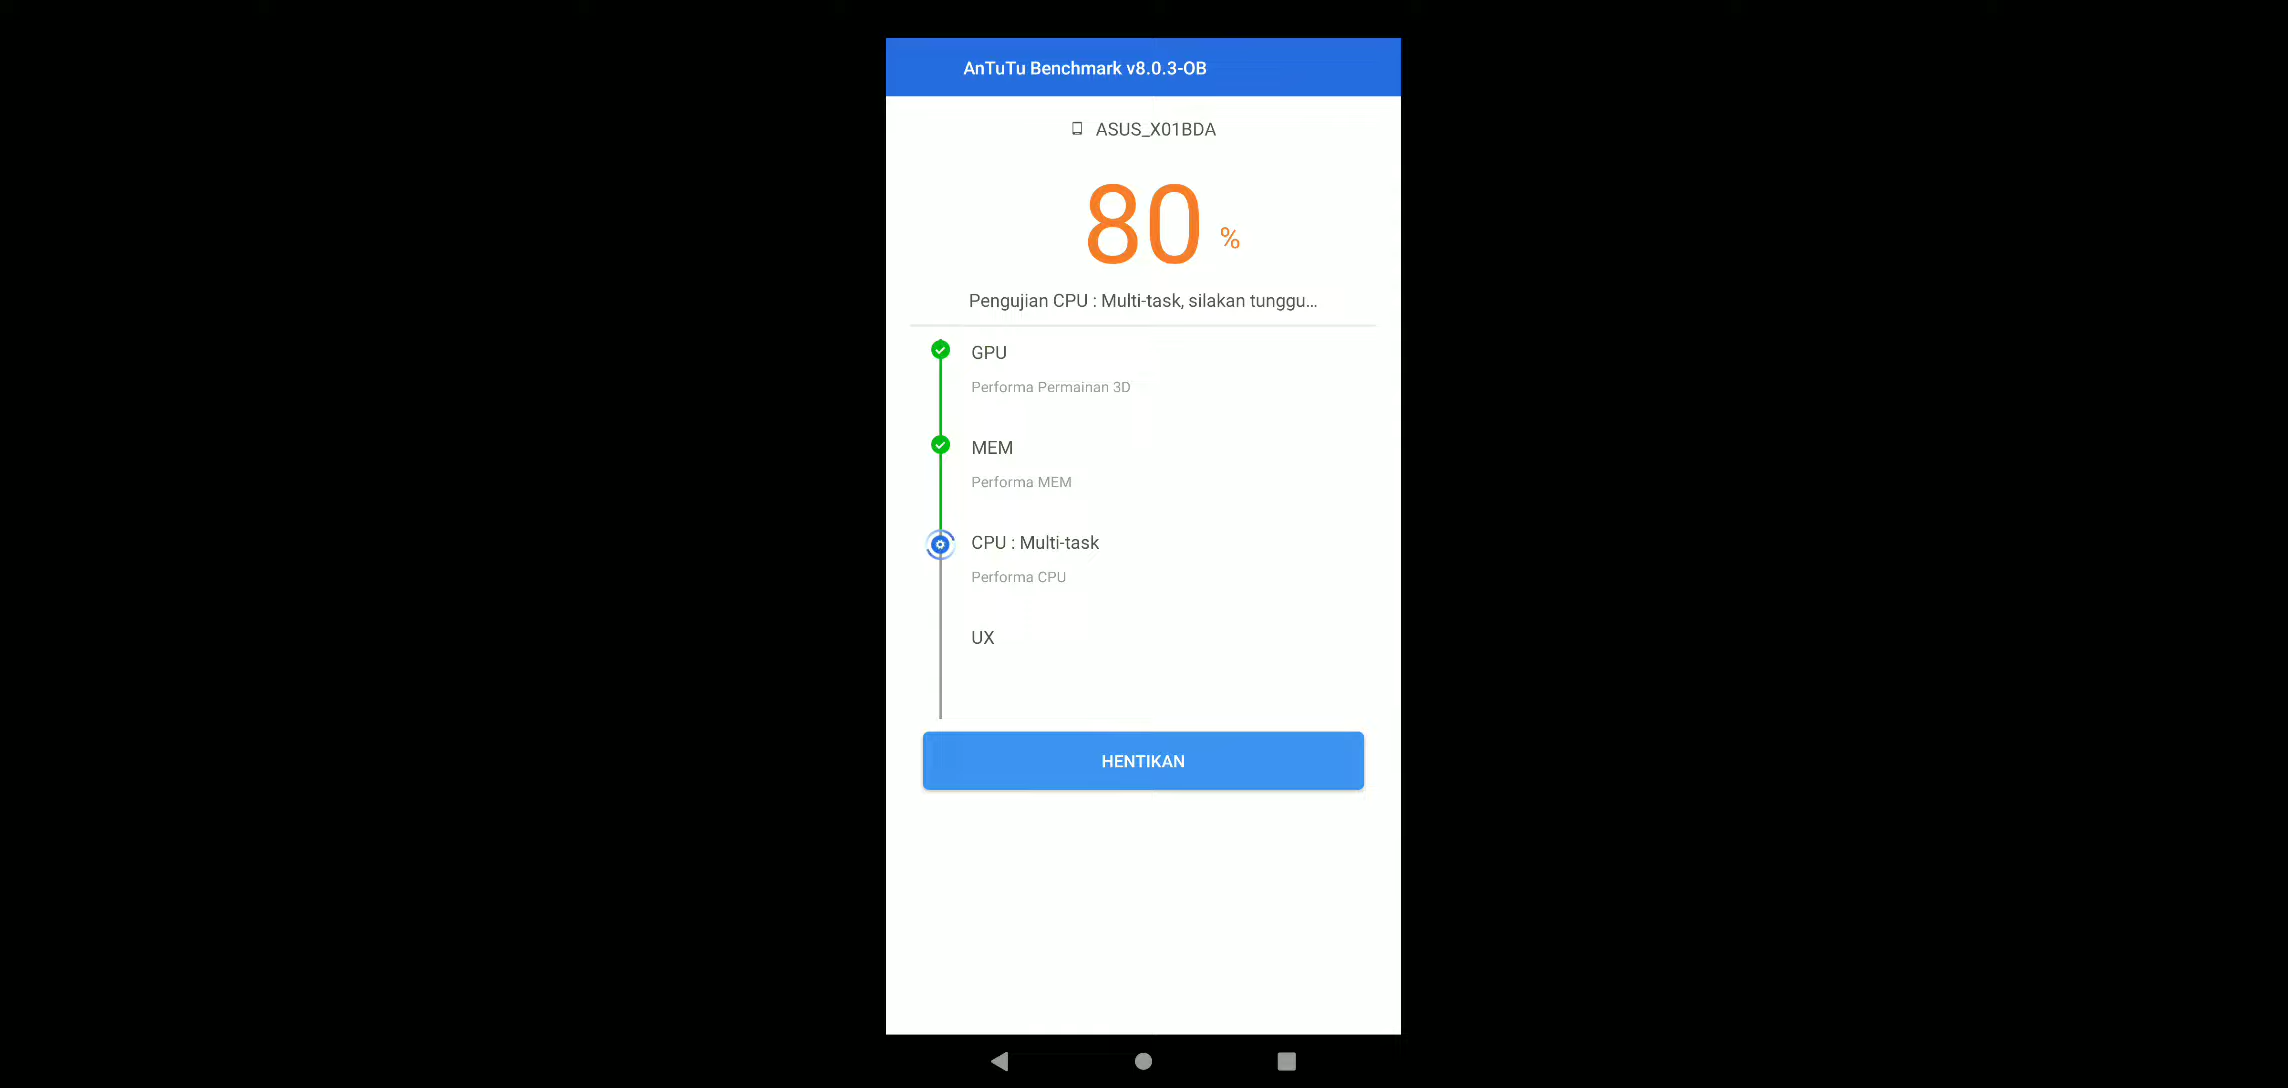 AnTuTu Benchmark v8.0.3-OB
ASUS_X01BDA
80 %
Pengujian CPU : Multi-task, silakan tunggu...
GPU
Performa Permainan 3D
MEM
Performa MEM
CPU : Multi-task
Performa CPU
UX
HENTIKAN